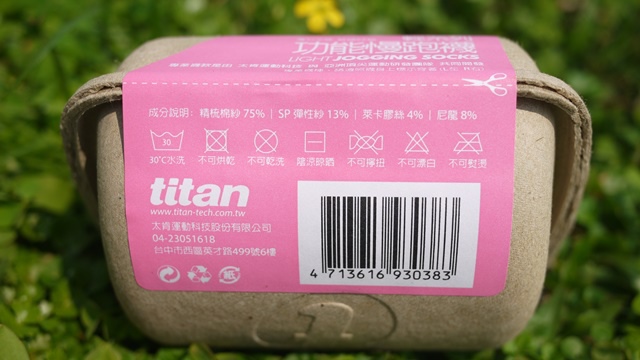 功能慢跑襪
LIGHT JOGGING SOCKS
成分說明：精梳棉紗 75%｜SP 彈性紗 13%｜萊卡膠絲 4%｜尼龍 8%
30
30°C水洗 不可烘乾 不可乾洗 陰涼晾曬 不可擰扭 不可漂白 不可熨燙
titan
www.titan-tech.com.tw
太肯運動科技股份有限公司
04-23051618
台中市西區英才路499號6樓
4 713616 930383